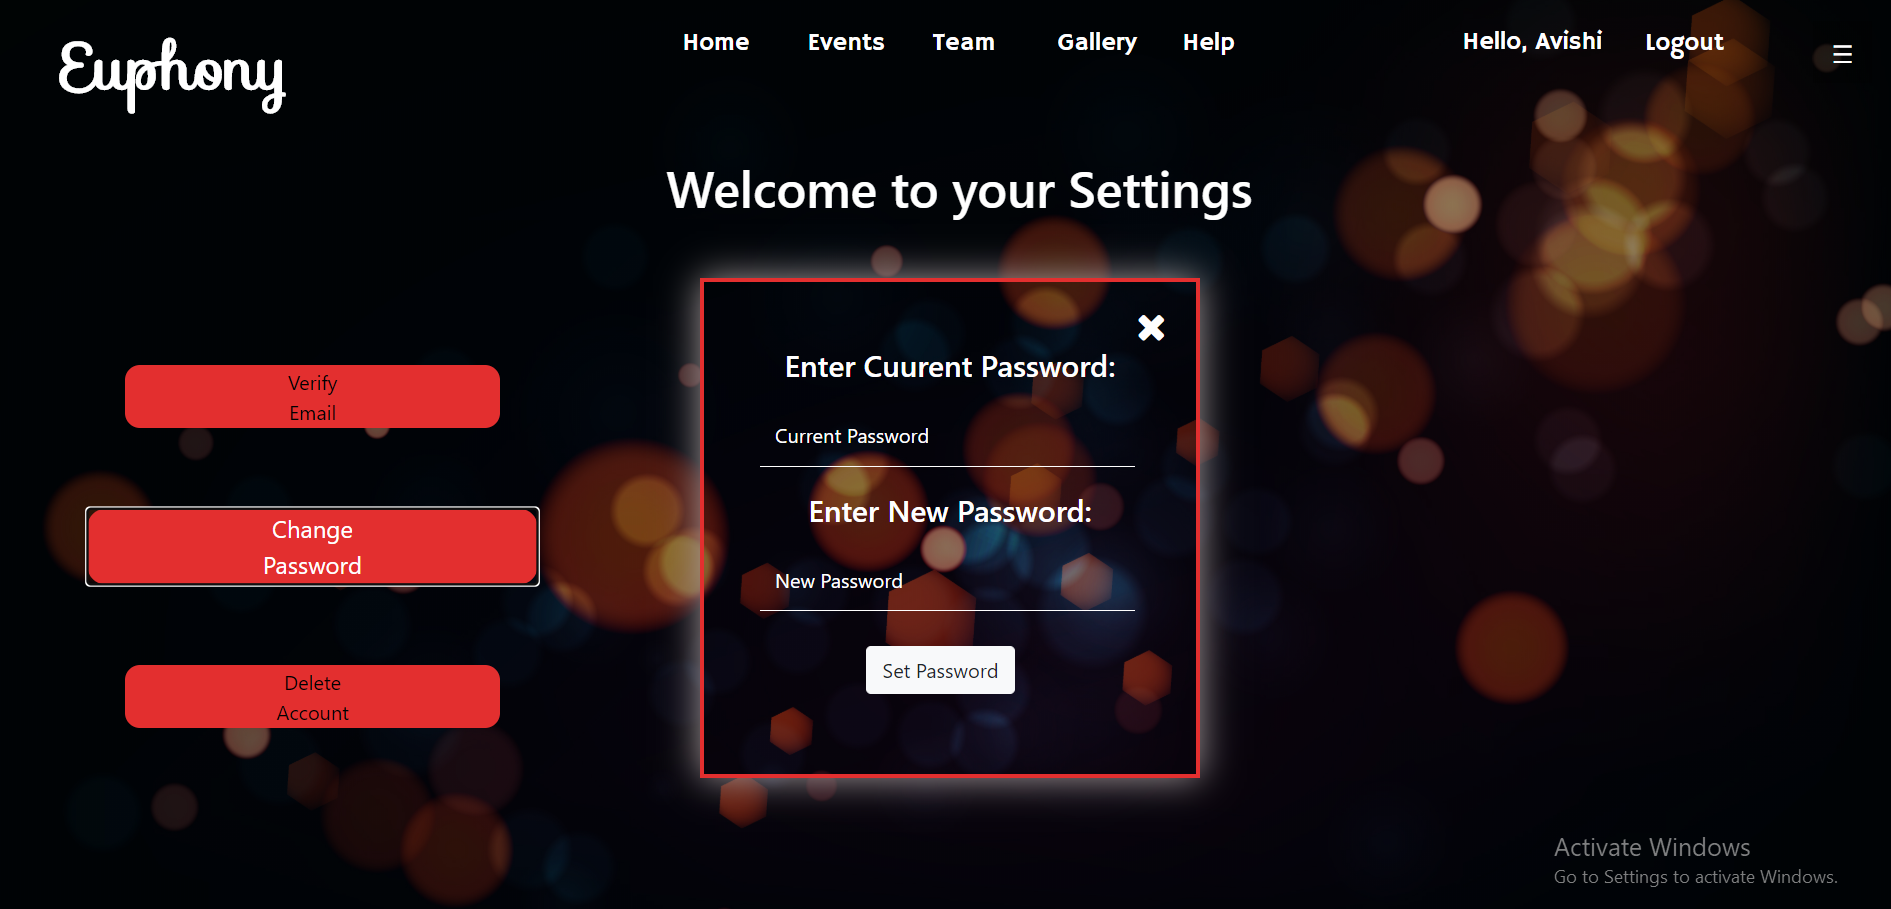 Euphony
Home Events Team Gallery Help Hello, Avishi Logout
Welcome to your Settings
Verify
Email
Change
Password
Delete
Account
Enter Cuurent Password:
Current Password
Enter New Password:
New Password
Set Password
Activate Windows
Go to Settings to activate Windows.